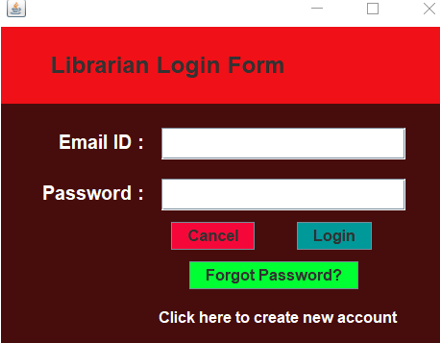 Librarian Login Form
Email ID :
Password :
Cancel Login
Forgot Password?
Click here to create new account